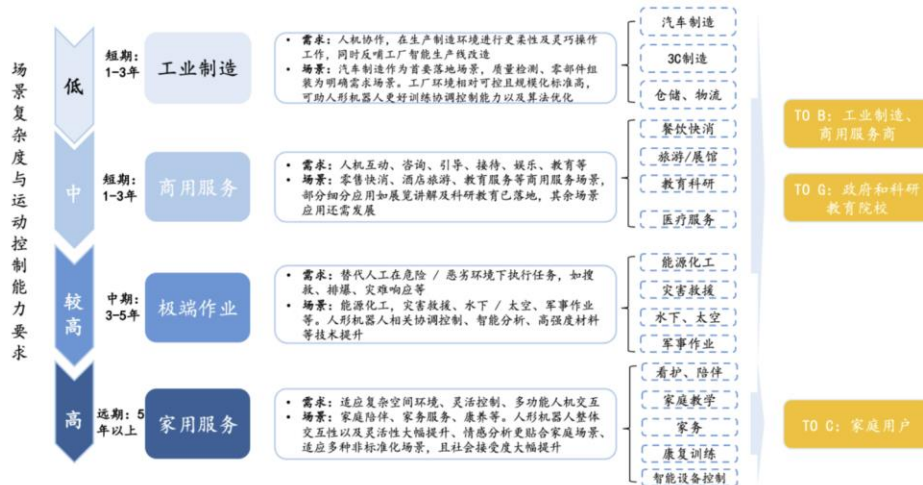 场景复杂度与运动控制能力要求
低
短期：
1-3年
工业制造
• 需求：人机协作，在生产制造环境进行更柔性及灵巧操作
工作，同时反哺工厂智能生产线改造
• 场景：汽车制造作为首要落地场景，质量检测、零部件组
装为明确需求场景。工厂环境相对可控且规模化标准高，
可助人形机器人更好训练协调控制能力以及算法优化
汽车制造
3C制造
仓储、物流
中
短期：
1-3年
商用服务
• 需求：人机互动、咨询、引导、接待、娱乐、教育等
• 场景：零售快消、酒店旅游、教育服务等商用服务场景，
部分细分应用如展览讲解及科研教育已落地，其余场景
应用还需发展
餐饮快消
旅游/展馆
教育科研
医疗服务
较高
中期：
3-5年
极端作业
• 需求：替代人工在危险 / 恶劣环境下执行任务，如搜
救、排爆、灾难响应等
• 场景：能源化工，灾害救援、水下 / 太空、军事作业
等。人形机器人相关协调控制、智能分析、高强度材料
等技术提升
能源化工
灾害救援
水下、太空
军事作业
高
远期：5
年以上
家用服务
• 需求：适应复杂空间环境、灵活控制、多功能人机交互
• 场景：家庭陪伴、家务服务、康养等。人形机器人整体
交互性以及灵活性大幅提升、情感分析更贴合家庭场景、
适应多种非标准化场景，且社会接受度大幅提升
看护、陪伴
家庭教学
家务
康复训练
智能设备控制
TO B：工业制造、
商用服务商
TO G：政府和科研
教育院校
TO C：家庭用户